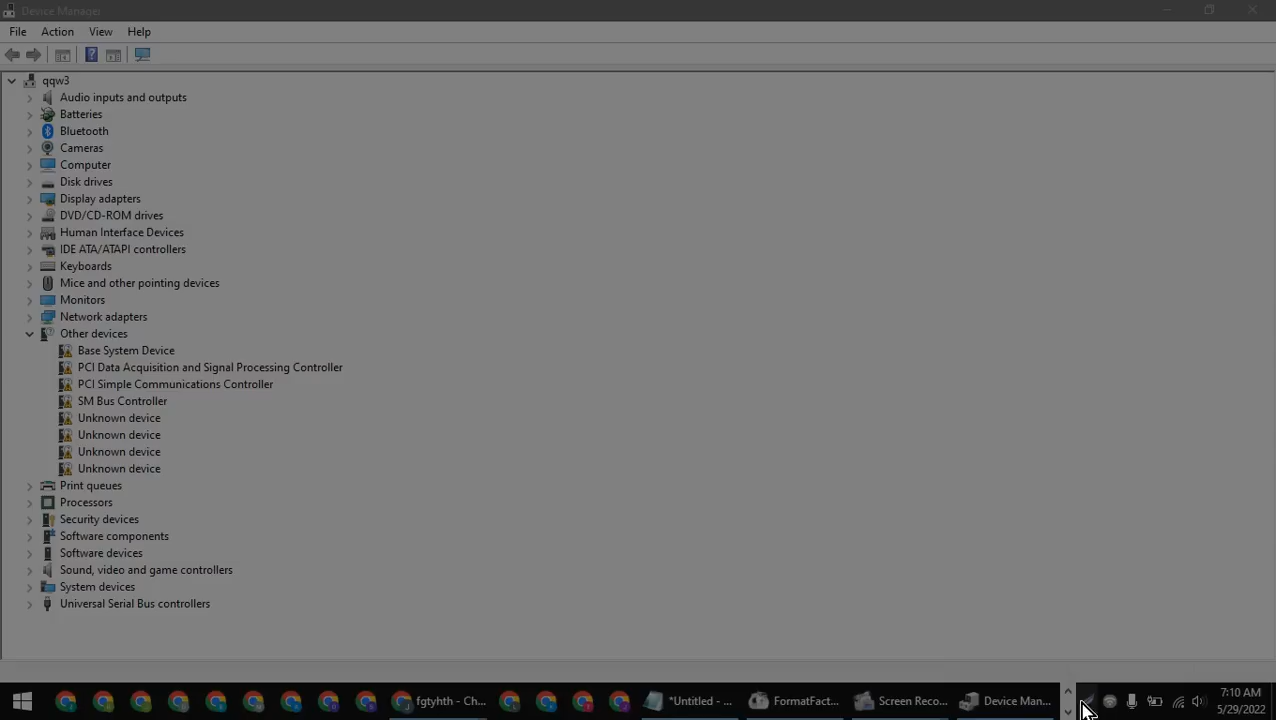 Device Manager
File Action View Help
qqw3
Audio inputs and outputs
Batteries
Bluetooth
Cameras
Computer
Disk drives
Display adapters
DVD/CD-ROM drives
Human Interface Devices
IDE ATA/ATAPI controllers
Keyboards
Mice and other pointing devices
Monitors
Network adapters
Other devices
Base System Device
PCI Data Acquisition and Signal Processing Controller
PCI Simple Communications Controller
SM Bus Controller
Unknown device
Unknown device
Unknown device
Unknown device
Print queues
Processors
Security devices
Software components
Software devices
Sound, video and game controllers
System devices
Universal Serial Bus controllers
fgtyhth - Ch... *Untitled - ... FormatFact... Screen Reco... Device Man... 7:10 AM
5/29/2022